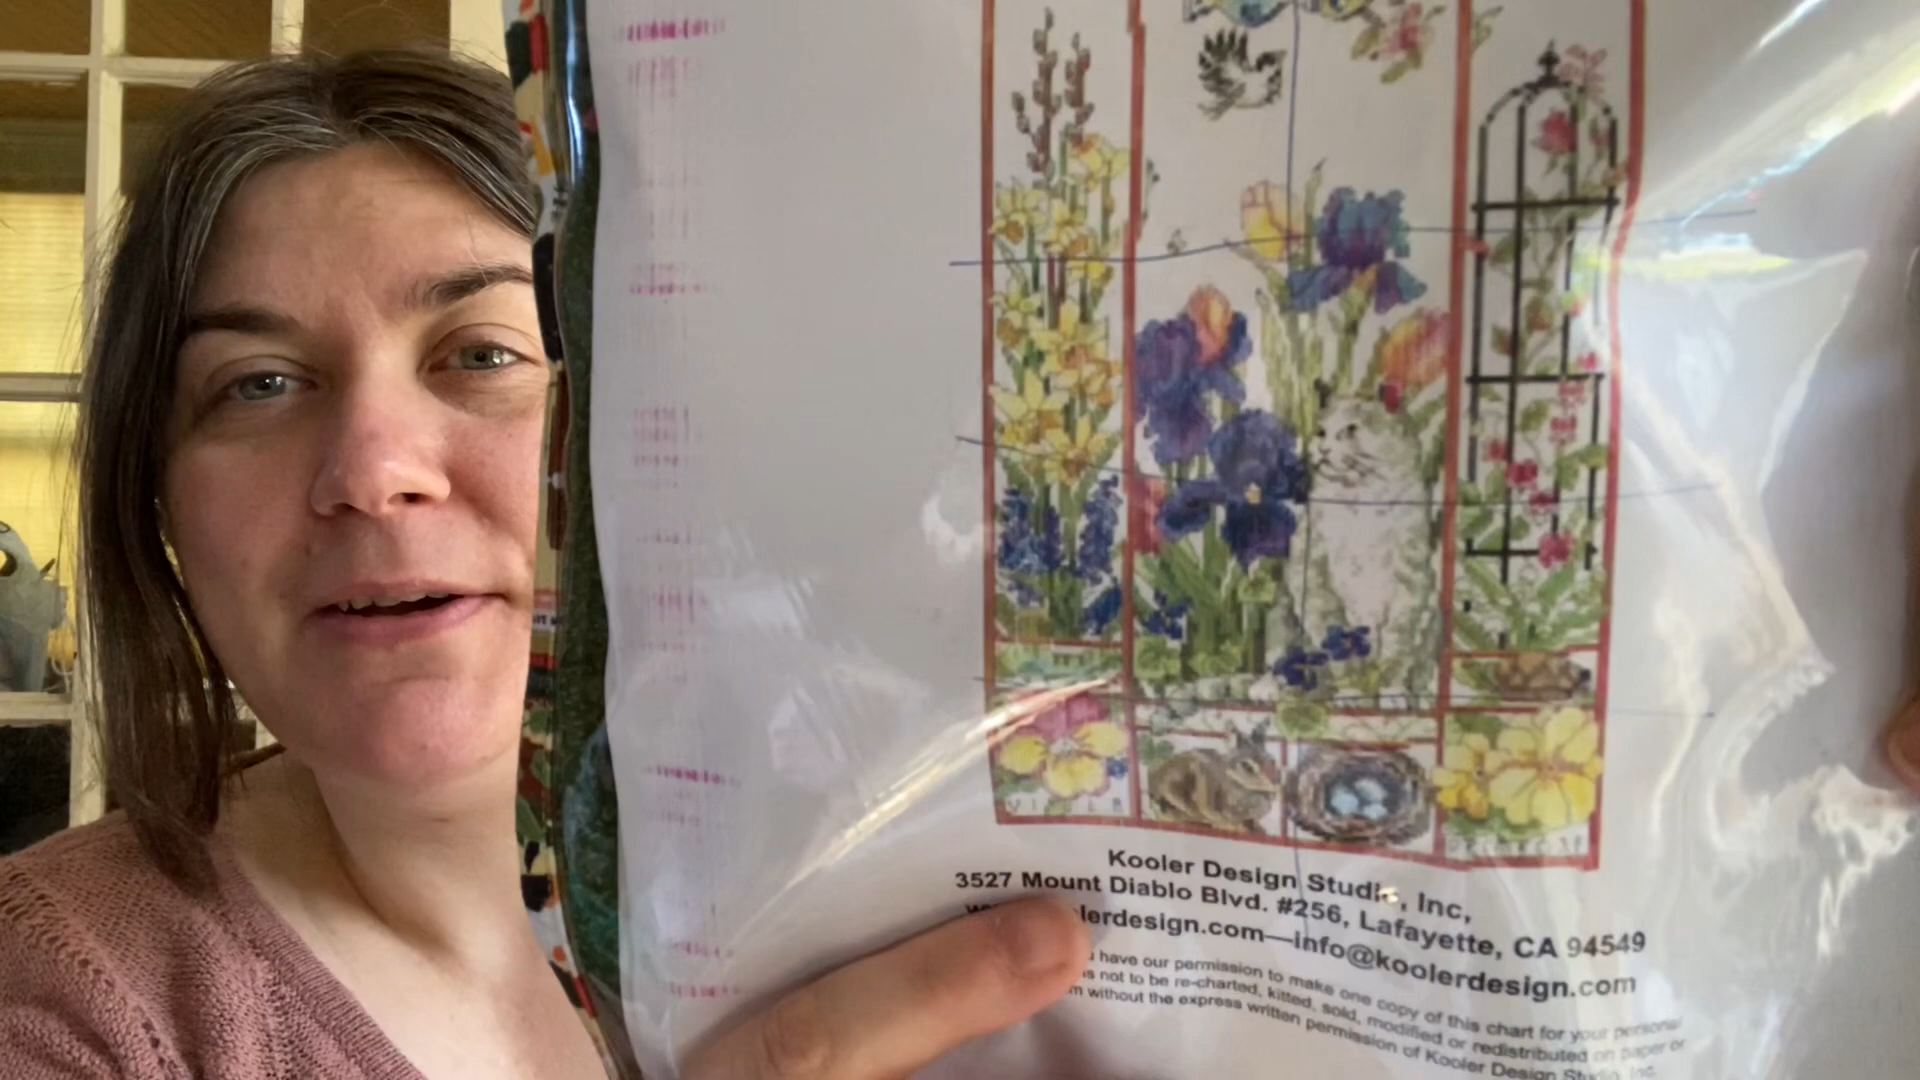 Kooler Design Studio, Inc,
3527 Mount Diablo Blvd. #256, Lafayette, CA 94549
lerdesign.com—info@koolerdesign.com
have our permission to make one copy of this chart for your personal
not to be re-charted, kitted, sold, modified or redistributed on paper or
without the express written permission of Kooler Design Studio, Inc.